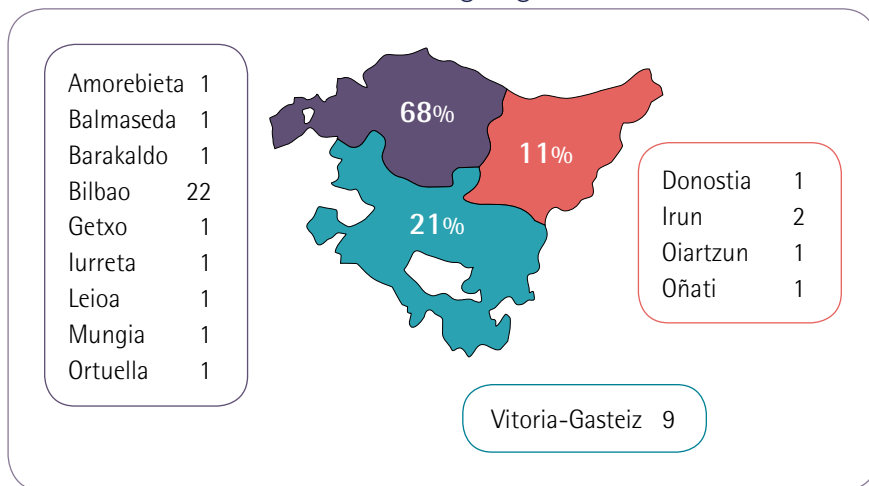 Amorebieta 1
Balmaseda 1
Barakaldo 1
Bilbao 22
Getxo 1
Iurreta 1
Leioa 1
Mungia 1
Ortuella 1
68%
11%
21%
Donostia 1
Irun 2
Oiartzun 1
Oñati 1
Vitoria-Gasteiz 9